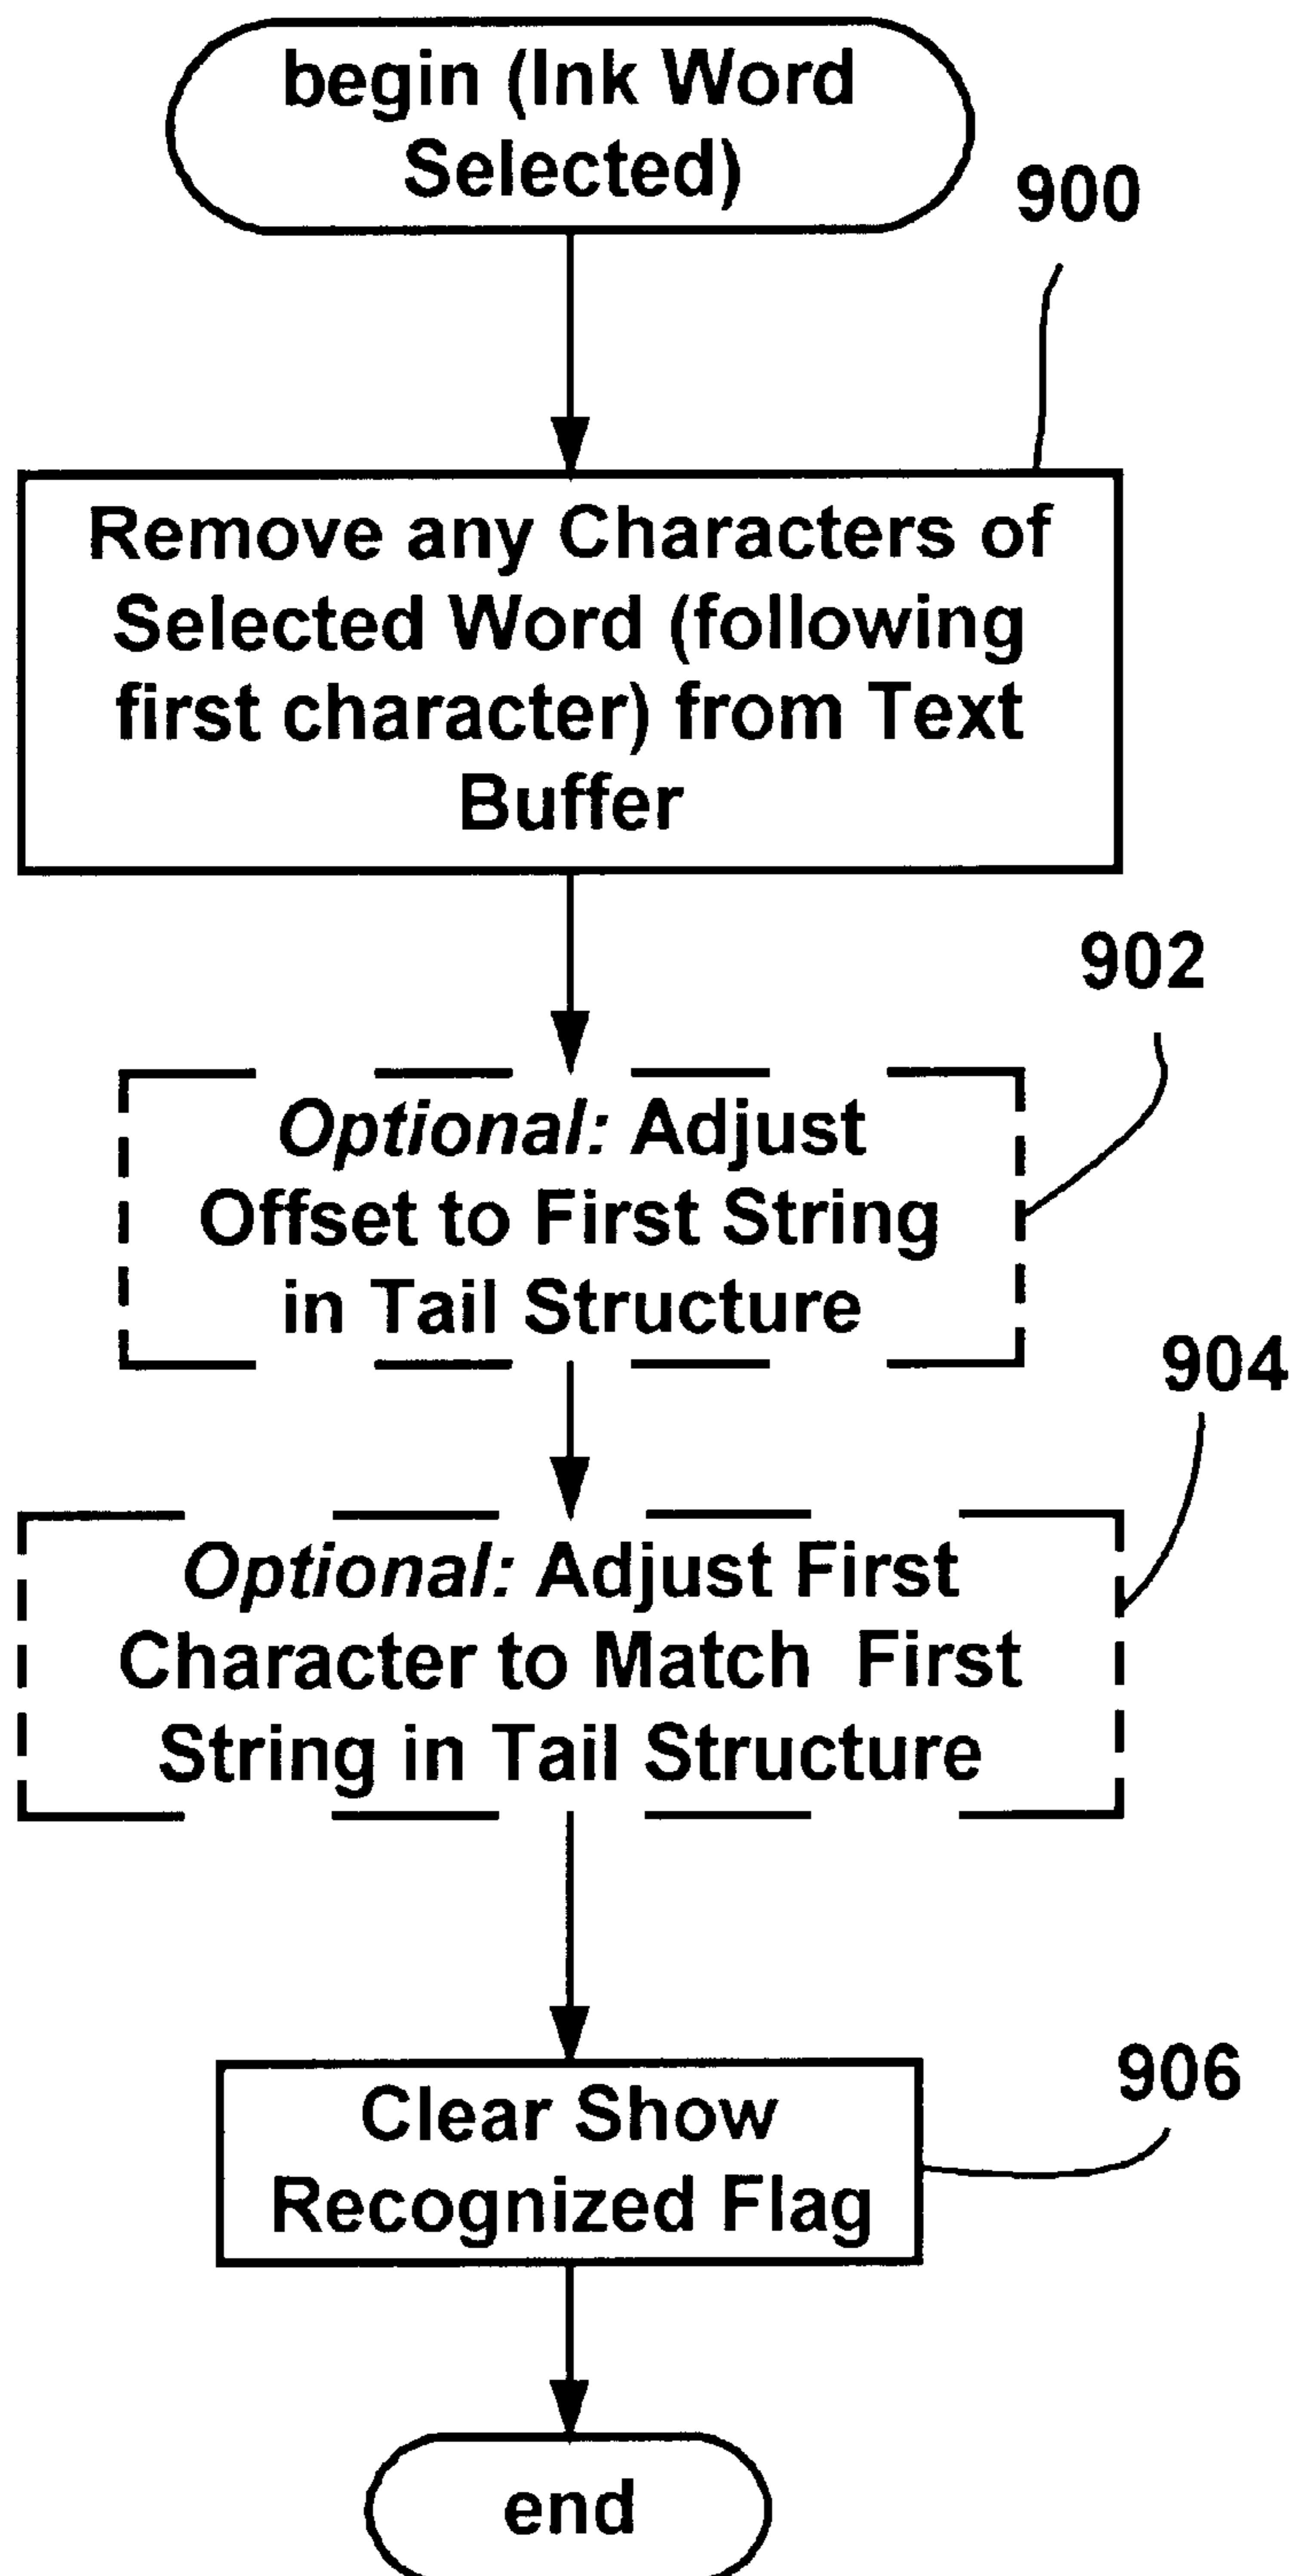 begin (Ink Word
Selected)
900
Remove any Characters of
Selected Word (following
first character) from Text
Buffer
902
Optional: Adjust
Offset to First String
in Tail Structure
904
Optional: Adjust First
Character to Match First
String in Tail Structure
906
Clear Show
Recognized Flag
end